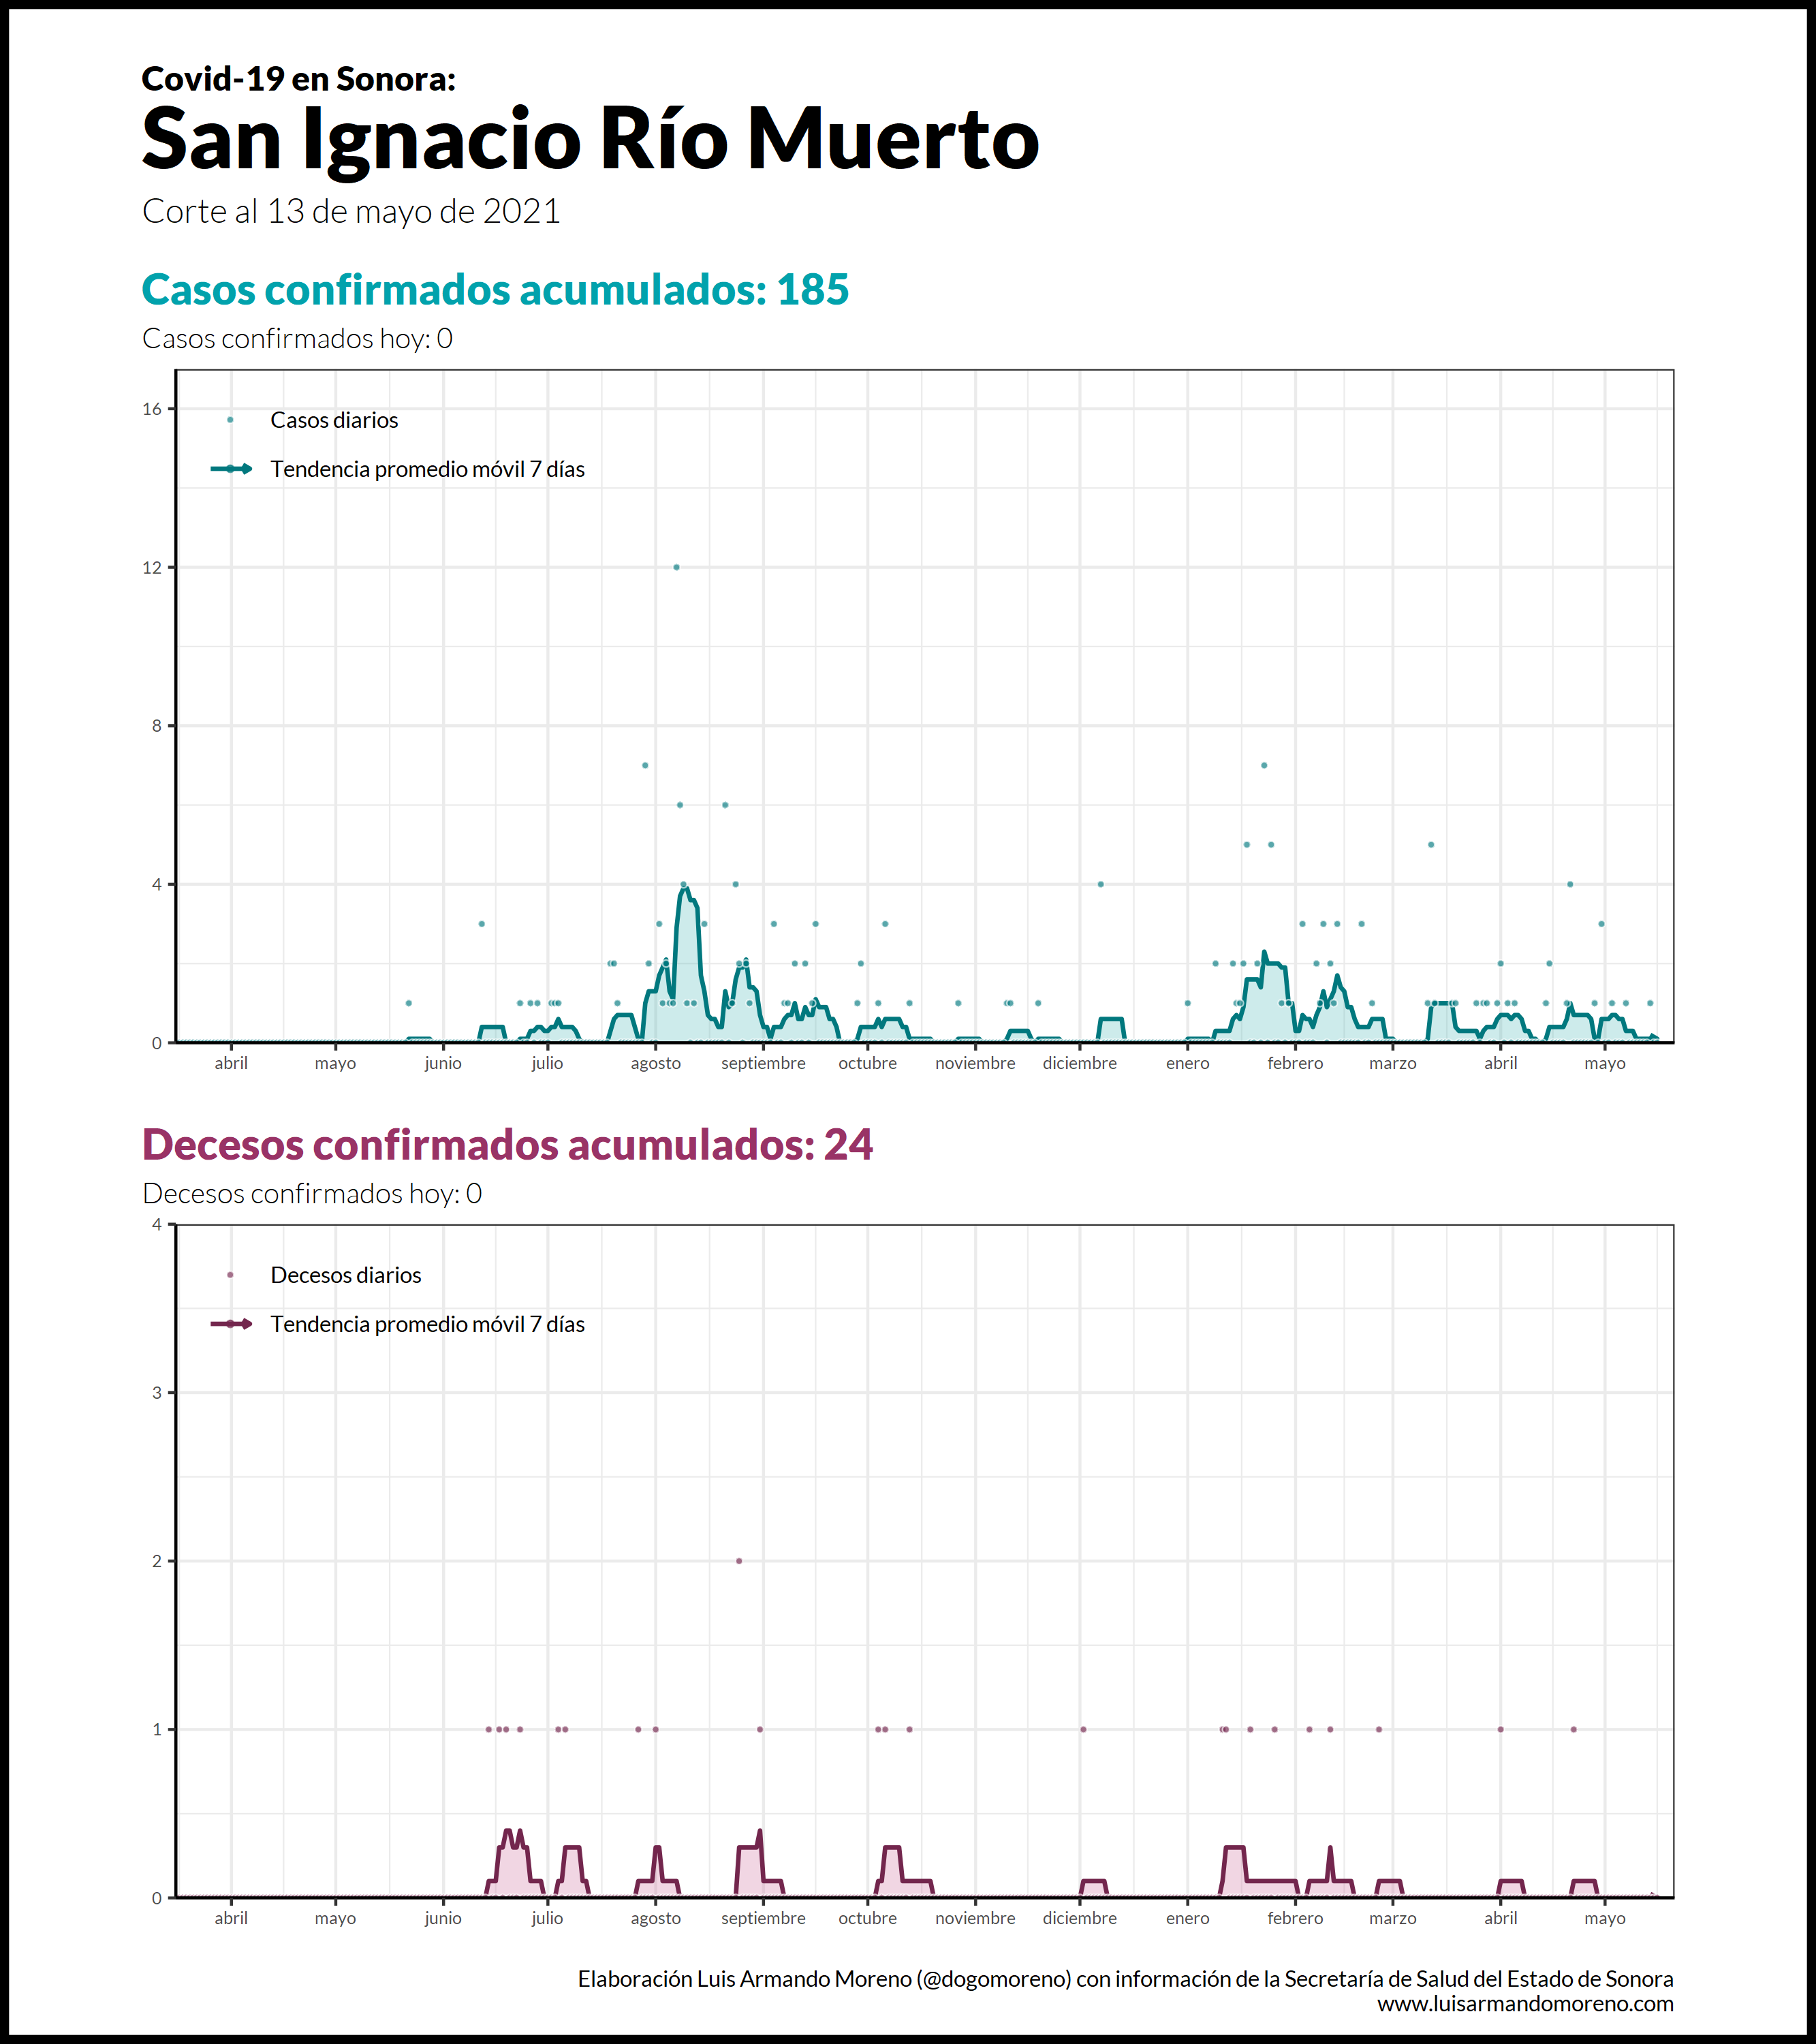 Covid-19 en Sonora:
San Ignacio Río Muerto
Corte al 13 de mayo de 2021
Casos confirmados acumulados: 185
Casos confirmados hoy: 0
16
12
8
4
0
Casos diarios
Tendencia promedio móvil 7 días
abril mayo junio julio agosto septiembre octubre noviembre diciembre enero febrero marzo abril mayo
Decesos confirmados acumulados: 24
Decesos confirmados hoy: 0
4
3
2
1
0
Decesos diarios
Tendencia promedio móvil 7 días
abril mayo junio julio agosto septiembre octubre noviembre diciembre enero febrero marzo abril mayo
Elaboración Luis Armando Moreno (@dogomoreno) con información de la Secretaría de Salud del Estado de Sonora
www.luisarmandomoreno.com